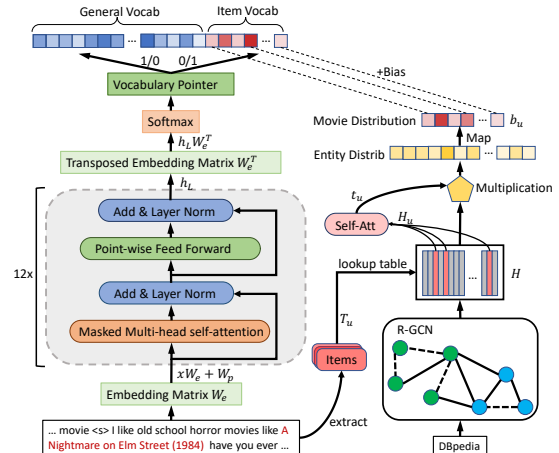 General Vocab
Item Vocab
... ...
1/0 0/1
+Bias
Vocabulary Pointer
Movie Distribution ... b_u
Softmax
Map
h_L W_e^T
Entity Distrib ...
Transposed Embedding Matrix W_e^T
h_L
t_u
Multiplication
Add & Layer Norm
Self-Att
H_u
Point-wise Feed Forward
12x
lookup table
... H
Add & Layer Norm
T_u
Masked Multi-head self-attention
R-GCN
Items
xW_e + W_p
Embedding Matrix W_e
extract
... movie <s> I like old school horror movies like A
Nightmare on Elm Street (1984) have you ever ...
DBpedia